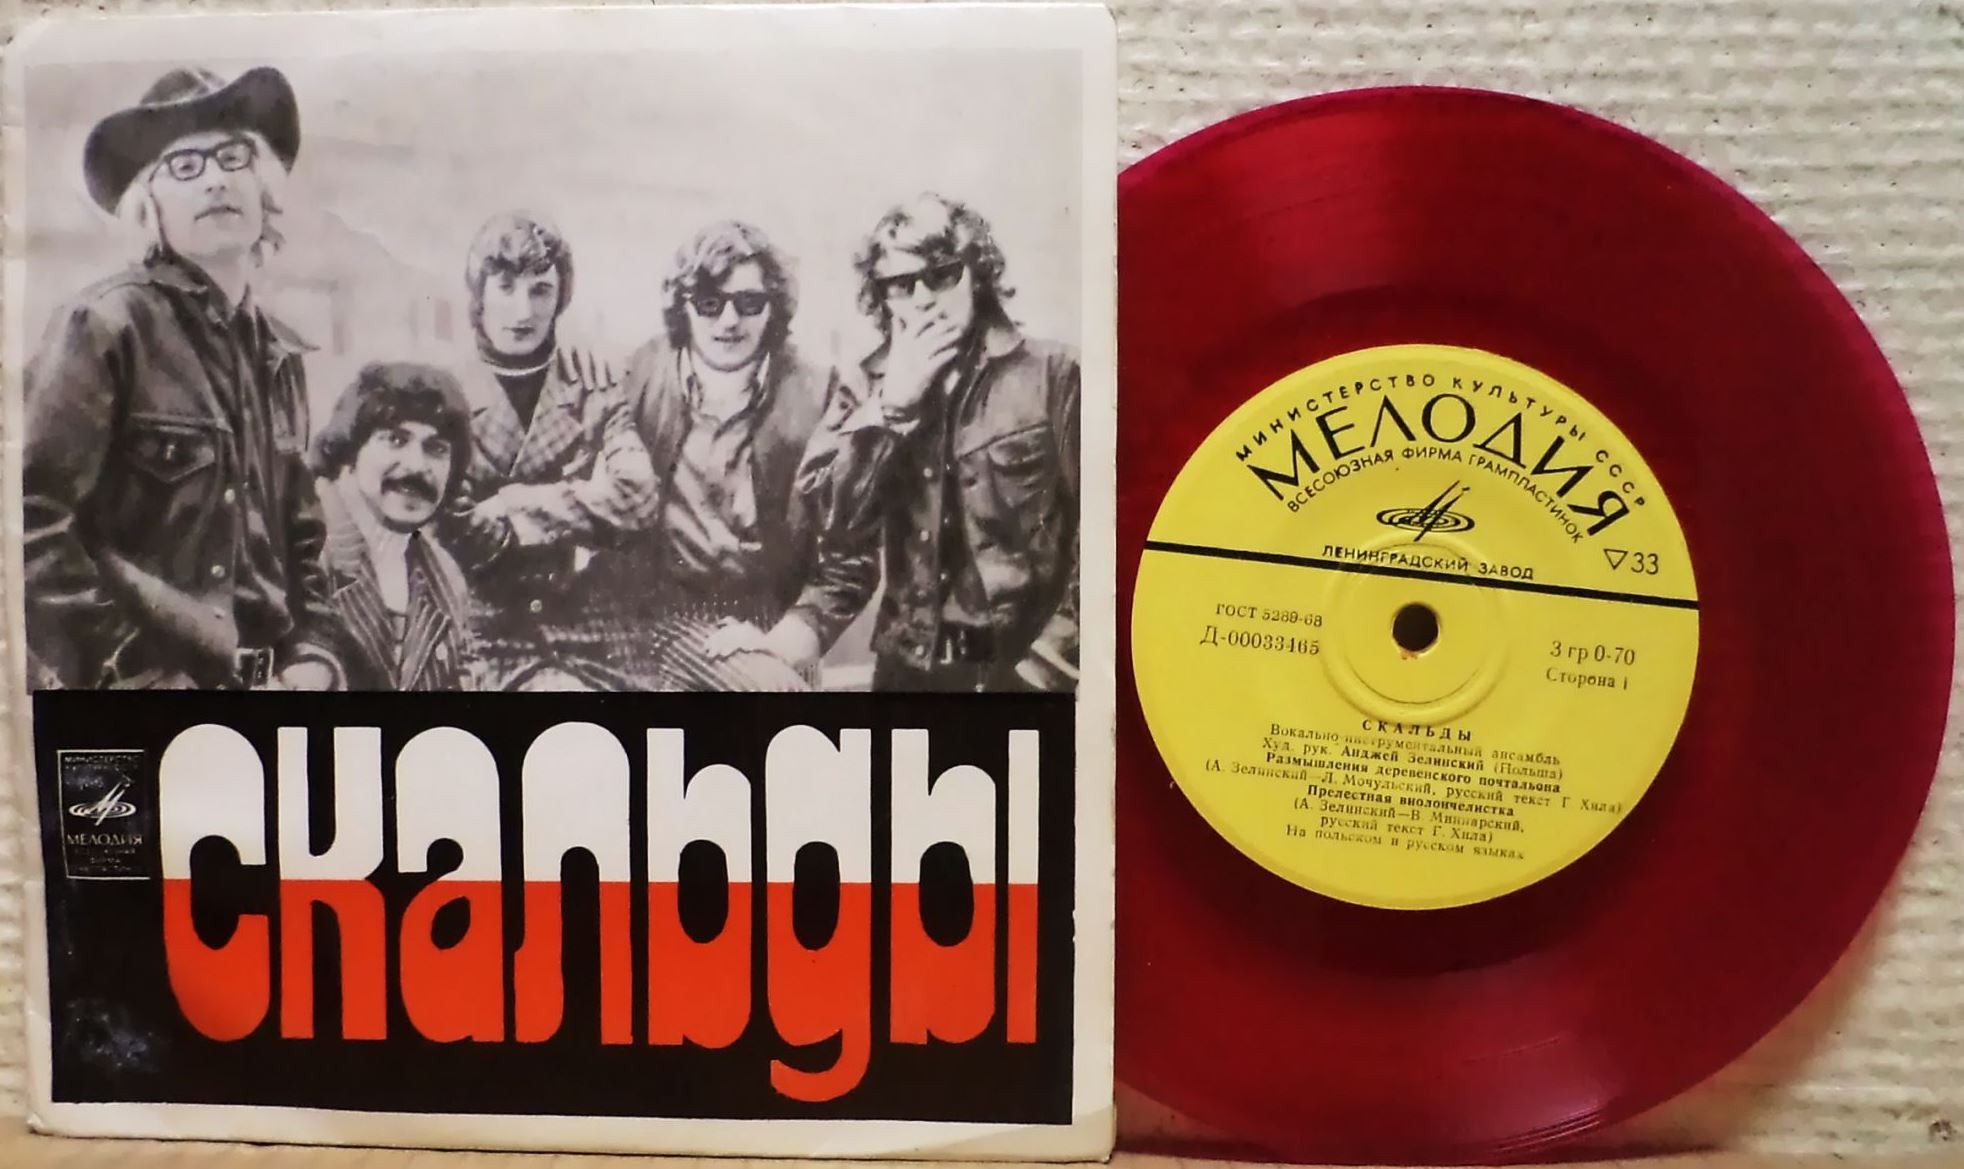 скальды
МИНИСТЕРСТВО
МЕЛОДИЯ
МИНИСТЕРСТВО КУЛЬТУРЫ СССР
МЕЛОДИЯ
ВСЕСОЮЗНАЯ ФИРМА ГРАМПЛАСТИНОК
ЛЕНИНГРАДСКИЙ ЗАВОД
33
ГОСТ 5289-68
Д-00033465
3 гр 0-70
Сторона 1
СКАЛЬДЫ
Вокально-инструментальный ансамбль
Худ. рук. Анджей Зелинский (Польша)
Размышления деревенского почтальона
(А. Зелинский—Л. Мочульский, русский текст Г. Хила)
Прелестная виолончелистка
(А. Зелинский—В. Миннарский,
русский текст Г. Хила)
На польском и русском языках